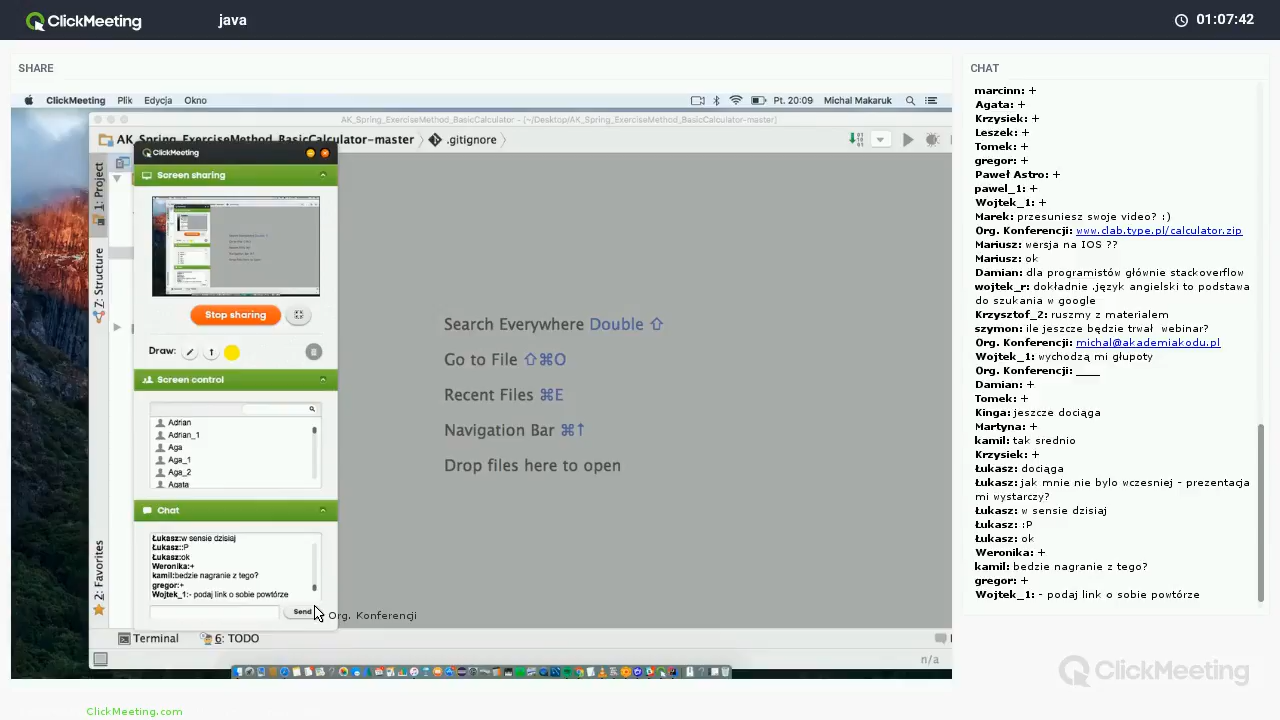 ClickMeeting
java
01:07:42
SHARE
ClickMeeting Plik Edycja Okno
Pt. 20:09 Michal Makaruk
AK_Spring_ExerciseMethod_BasicCalculator - [~/Desktop/AK_Spring_ExerciseMethod_BasicCalculator-master]
AK_Spring_ExerciseMethod_BasicCalculator-master .gitignore
1: Project
Z: Structure
2: Favorites
ClickMeeting
Screen sharing
Stop sharing
Draw:
Screen control
Adrian
Adrian_1
Aga
Aga_1
Aga_2
Agata
Chat
Łukasz:w sensie dzisiaj
Łukasz::P
Łukasz:ok
Weronika:+
kamil:bedzie nagranie z tego?
gregor:+
Wojtek_1:- podaj link o sobie powtórze
Send
Org. Konferencji
Search Everywhere Double ⇧
Go to File ⇧⌘O
Recent Files ⌘E
Navigation Bar ⌘↑
Drop files here to open
Terminal 6: TODO
n/a
CHAT
marcinn: +
Agata: +
Krzysiek: +
Leszek: +
Tomek: +
gregor: +
Paweł Astro: +
pawel_1: +
Wojtek_1: +
Marek: przesuniesz swoje video? ;)
Org. Konferencji: www.clab.type.pl/calculator.zip
Mariusz: wersja na IOS ??
Mariusz: ok
Damian: dla programistów głównie stackoverflow
wojtek_r: dokładnie .język angielski to podstawa
do szukania w google
Krzysztof_2: ruszmy z materialem
szymon: ile jeszcze będzie trwał webinar?
Org. Konferencji: michal@akademiakodu.pl
Wojtek_1: wychodzą mi głupoty
Org. Konferencji: ____
Damian: +
Tomek: +
Kinga: jeszcze dociąga
Martyna: +
kamil: tak srednio
Krzysiek: +
Łukasz: dociąga
Łukasz: jak mnie nie bylo wczesniej - prezentacja
mi wystarczy?
Łukasz: w sensie dzisiaj
Łukasz: :P
Łukasz: ok
Weronika: +
kamil: bedzie nagranie z tego?
gregor: +
Wojtek_1: - podaj link o sobie powtórze
ClickMeeting
ClickMeeting.com